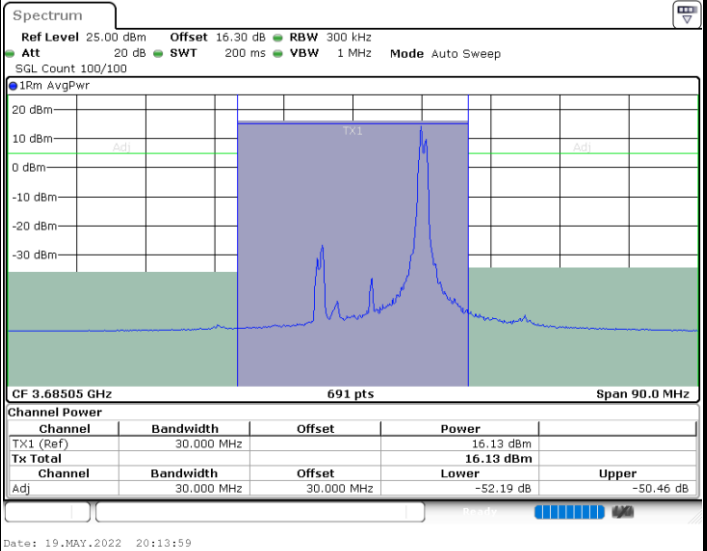 Spectrum
Ref Level 25.00 dBm Offset 16.30 dB RBW 300 kHz
Att 20 dB SWT 200 ms VBW 1 MHz Mode Auto Sweep
SGL Count 100/100
1Rm AvgPwr
20 dBm
TX1
10 dBm
Adj Adj
0 dBm
-10 dBm
-20 dBm
-30 dBm
CF 3.68505 GHz 691 pts Span 90.0 MHz
Channel Power
Channel Bandwidth Offset Power
TX1 (Ref) 30.000 MHz 16.13 dBm
Tx Total 16.13 dBm
Channel Bandwidth Offset Lower Upper
Adj 30.000 MHz 30.000 MHz -52.19 dB -50.46 dB
Ready
Date: 19.MAY.2022 20:13:59